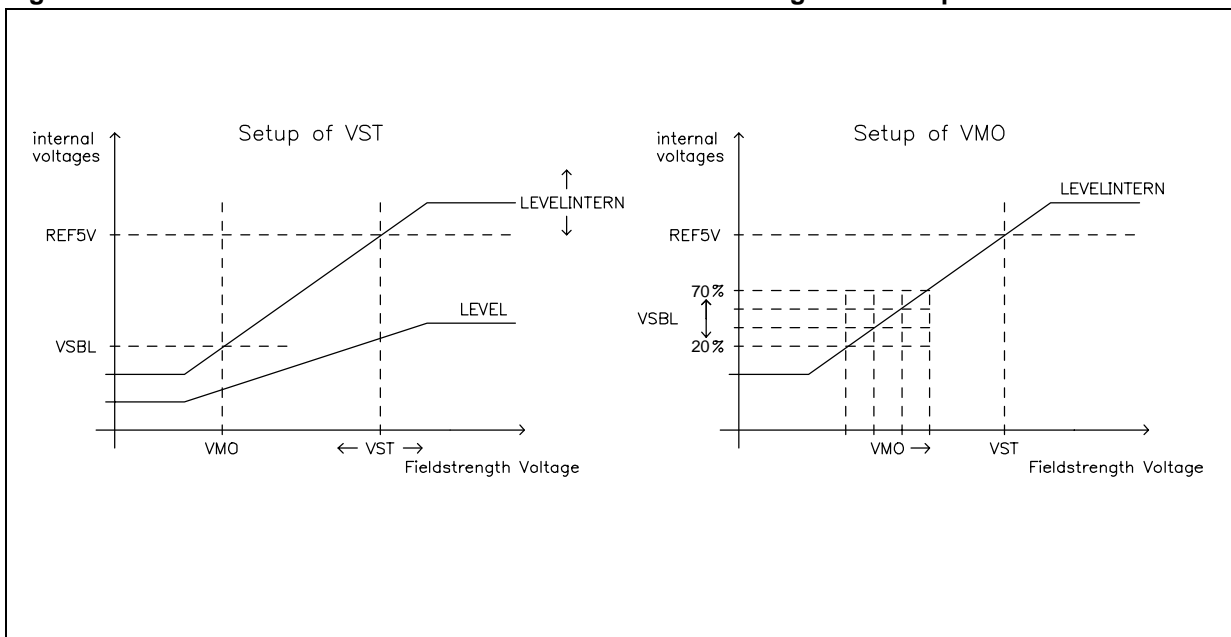 Setup of VST
internal
voltages
LEVELINTERN
REF5V
LEVEL
VSBL
VMO
← VST →
Fieldstrength Voltage
Setup of VMO
internal
voltages
LEVELINTERN
REF5V
70%
VSBL
20%
VMO →
VST
Fieldstrength Voltage